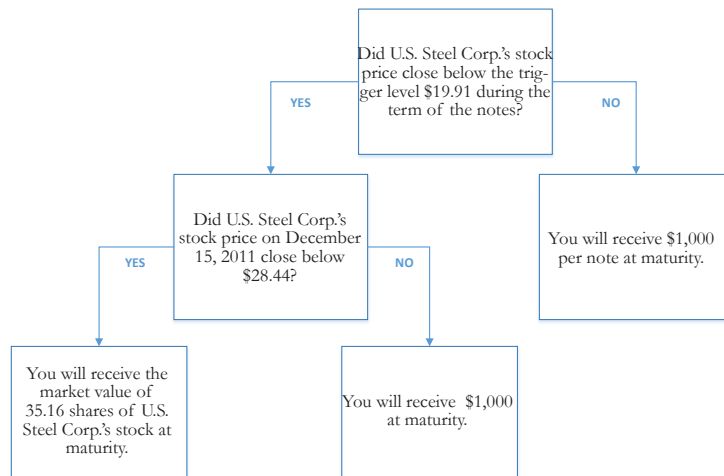 Did U.S. Steel Corp.'s stock
price close below the trig-
ger level $19.91 during the
term of the notes?
YES
NO
Did U.S. Steel Corp.'s
stock price on December
15, 2011 close below
$28.44?
You will receive $1,000
per note at maturity.
YES
NO
You will receive the
market value of
35.16 shares of U.S.
Steel Corp.'s stock at
maturity.
You will receive $1,000
at maturity.